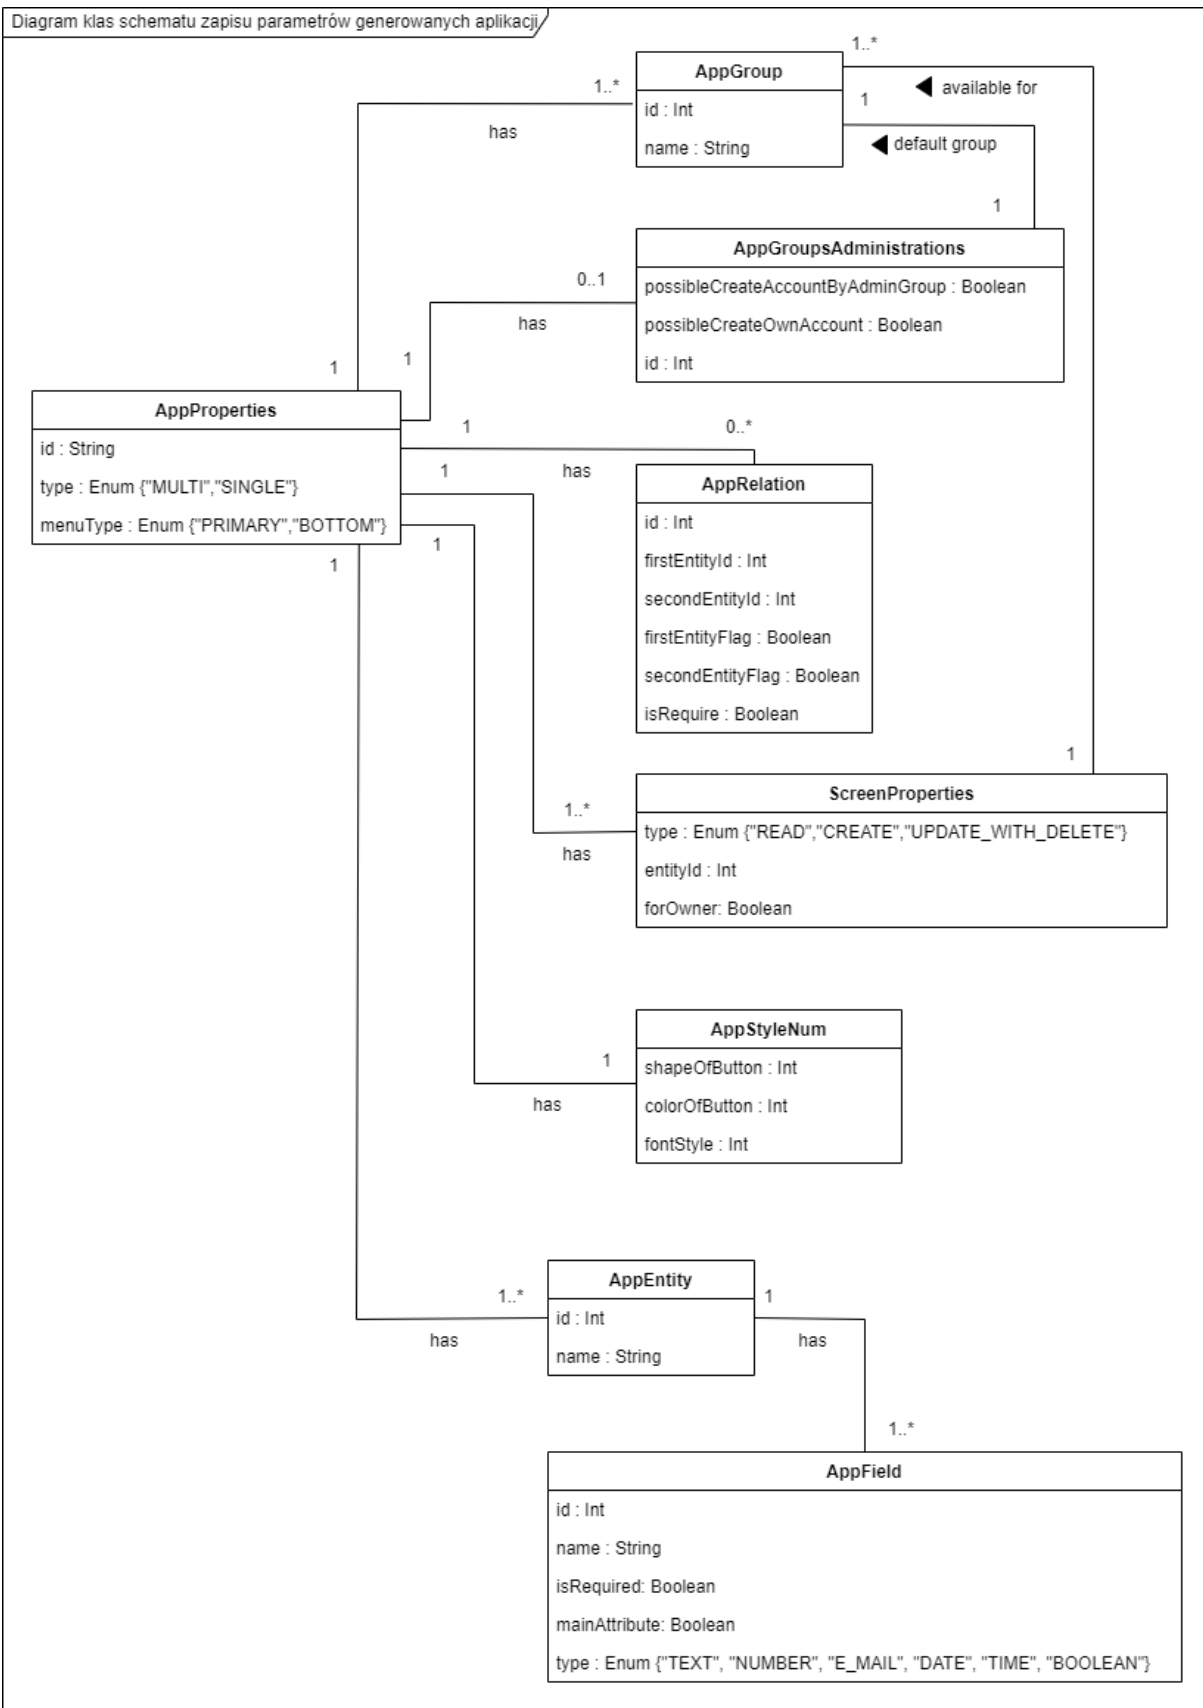 Diagram klas schematu zapisu parametrów generowanych aplikacji
1..*
AppGroup
id : Int
name : String
1..*
has
available for
1
default group
1
AppGroupsAdministrations
possibleCreateAccountByAdminGroup : Boolean
possibleCreateOwnAccount : Boolean
id : Int
0..1
has
1
1
AppProperties
id : String
type : Enum {"MULTI","SINGLE"}
menuType : Enum {"PRIMARY","BOTTOM"}
1
0..*
has
1
1
1
AppRelation
id : Int
firstEntityId : Int
secondEntityId : Int
firstEntityFlag : Boolean
secondEntityFlag : Boolean
isRequire : Boolean
1
ScreenProperties
type : Enum {"READ","CREATE","UPDATE_WITH_DELETE"}
entityId : Int
forOwner: Boolean
1..*
has
AppStyleNum
shapeOfButton : Int
colorOfButton : Int
fontStyle : Int
1
has
AppEntity
id : Int
name : String
1..*
has
1
has
1..*
AppField
id : Int
name : String
isRequired: Boolean
mainAttribute: Boolean
type : Enum {"TEXT", "NUMBER", "E_MAIL", "DATE", "TIME", "BOOLEAN"}